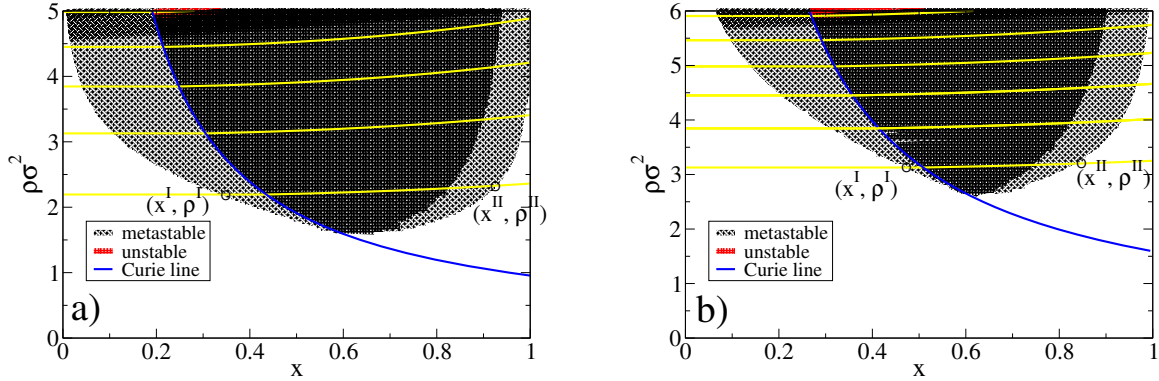 5
4
3
2
1
0
ρσ²
(x^I, ρ^I)
(x^II, ρ^II)
metastable
unstable
Curie line
a)
0
0.2
0.4
0.6
0.8
1
x
6
5
4
3
2
1
0
ρσ²
(x^I, ρ^I)
(x^II, ρ^II)
metastable
unstable
Curie line
b)
0
0.2
0.4
0.6
0.8
1
x